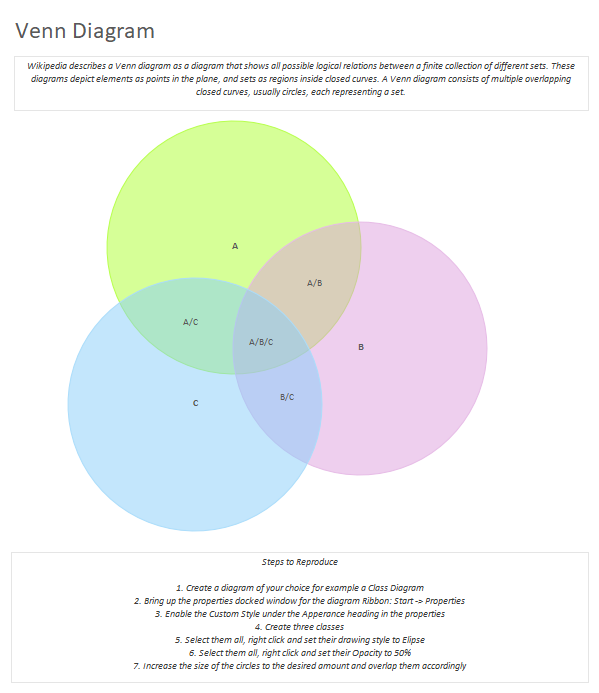 Venn Diagram
Wikipedia describes a Venn diagram as a diagram that shows all possible logical relations between a finite collection of different sets. These
diagrams depict elements as points in the plane, and sets as regions inside closed curves. A Venn diagram consists of multiple overlapping
closed curves, usually circles, each representing a set.
A
A/B
A/C
A/B/C
B
B/C
C
Steps to Reproduce
1. Create a diagram of your choice for example a Class Diagram
2. Bring up the properties docked window for the diagram Ribbon: Start -> Properties
3. Enable the Custom Style under the Apperance heading in the properties
4. Create three classes
5. Select them all, right click and set their drawing style to Elipse
6. Select them all, right click and set their Opacity to 50%
7. Increase the size of the circles to the desired amount and overlap them accordingly